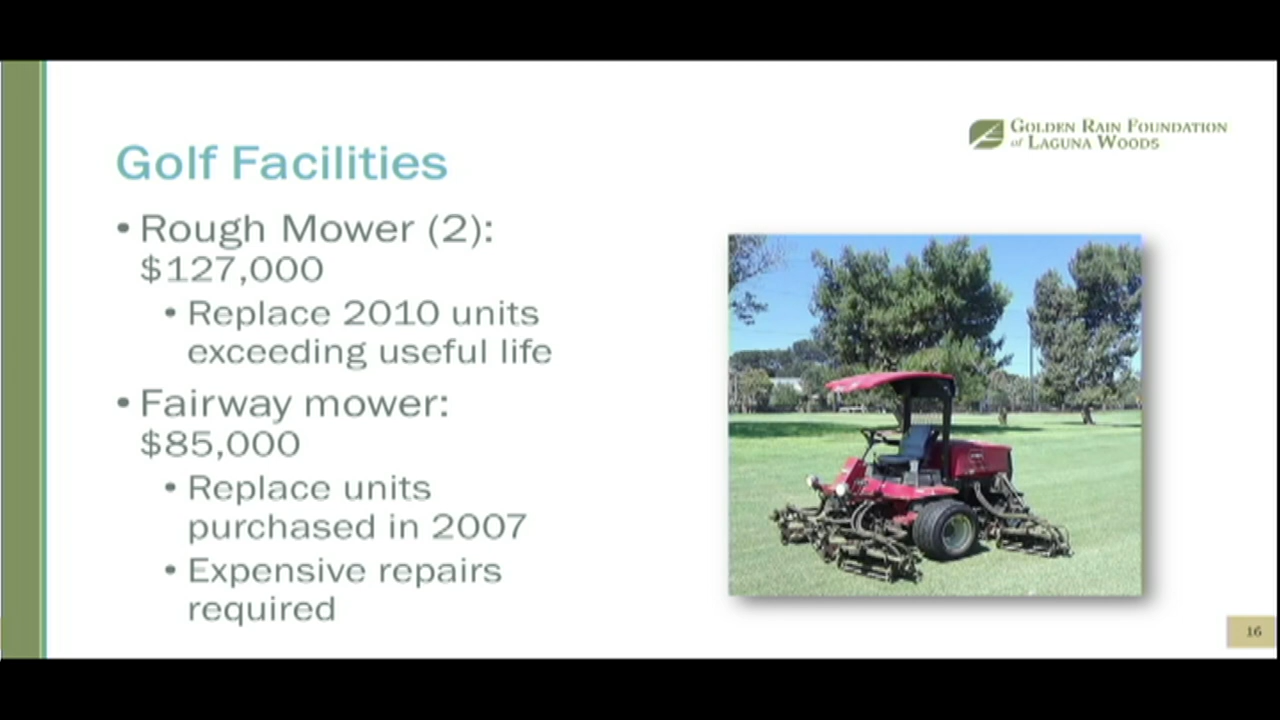 GOLDEN RAIN FOUNDATION
of LAGUNA WOODS
Golf Facilities
• Rough Mower (2):
$127,000
• Replace 2010 units
exceeding useful life
• Fairway mower:
$85,000
• Replace units
purchased in 2007
• Expensive repairs
required
16